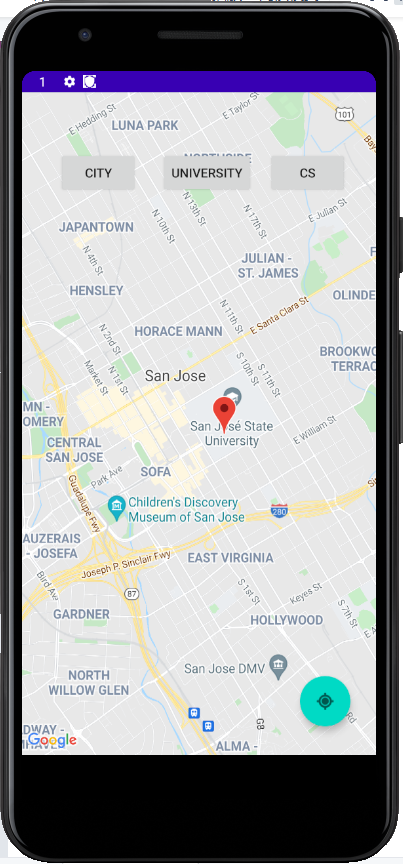 1
E Hedding St
LUNA PARK
E Taylor St
101
CITY
UNIVERSITY
CS
N 13th St
N 17th St
E Julian St
JAPANTOWN
N 4th St
JULIAN -
ST. JAMES
HENSLEY
OLINDE
N 2nd St
HORACE MANN
N 11th St
E Santa Clara St
Market St
N 1st St
San Jose
S 10th St
S 11th St
BROOKWO
TERRAC
MN -
OMERY
San José State
University
E William St
CENTRAL
SAN JOSE
Park Ave
SOFA
Guadalupe Fwy
Children's Discovery
Museum of San Jose
280
AUZERAIS
- JOSEFA
Joseph P. Sinclair Fwy
EAST VIRGINIA
Bird Ave
87
S 1st St
Keyes St
S 7th St
GARDNER
HOLLYWOOD
San Jose DMV
NORTH
WILLOW GLEN
Rd
G8
DWAY -
Google
ALMA -